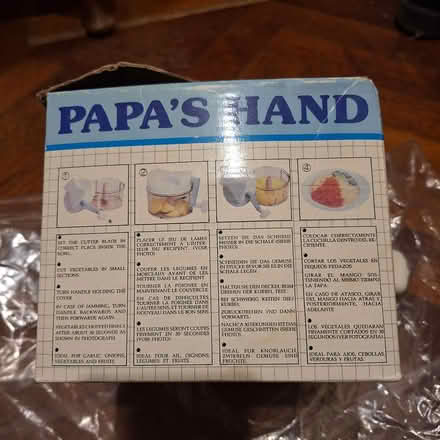 PAPA'S HAND
1
2
4
SET THE CUTTER BLADE IN
CORRECT PLACE INSIDE THE
BOWL.
CUT VEGETABLES IN SMALL
SECTIONS.
TURN HANDLE HOLDING THE
COVER
IN CASE OF JAMMING, TURN
HANDLE BACKWARDS AND
THEN FORWARDS AGAIN.
VEGETABLES
AFTER ABOUT 30 SECONDS AS
SHOWN IN PHOTOGRAPH
IDEAL FOR GARLIC, ONIONS,
VEGETABLES AND FRUITS.
PLACER LE JEU DE LAMES
CORRECTEMENT A L'INTE-
RIEUR DU RECIPIENT. (VOIR
PHOTO).
COUPER LES LEGUMES EN
MORCEAUX AVANT DE LES
METTRE DANS LE RECIPIENT.
TOURNER LA POIGNEE EN
MAINTENANT LE COUVERCLE
EN CAS DE DIFFICULTES
TOURNER LA POIGNEE DANS
L'AUTRE SENS, ET TOURNER DE
NOUVEAU DANS LE BON SENS
LES LEGUMES SERONT COUPES
FINEMENT EN 30 SECONDES
(VOIR PHOTO)
IDEAL POUR AIL, OIGNONS,
LEGUMES ET FRUITS.
SETZEN SIE DAS SCHNEIDE
MESSER IN DIE SCHALE (SIEHE
PHOTO).
SCHNEIDEN SIE DAS GEMUSE
IN STUCKE BEVOR SIE ES IN DIE
SCHALE LEGEN
HALTEN SIE DEN DECKEL BEIM
DREHEN DER KURBEL FEST.
BEI SCHWIERIG KEITEN DIE
KURBEL
ZURUCKDREHEN UND DANN
VORWARTS.
NACH CA 30 SEKUNDEN IST DAS
GEMUSE GESCHNITTEN (SIEHE
PHOTO).
IDEAL FUR KNOBLAUCH,
ZWIEBELN GEMUSE UND
FRUCHTE.
COLOCAR CORRECTAMENTE
LA CUCHILLA DENTRO DEL RE-
CIPIENTE.
CORTAR LOS VEGETALES EN
PEQUEÑOS PEDAZOS
GIRAR EL MANGO SOS-
TENIENDO AL MISMO TIEMPO
LA TAPA.
EN CASO DE ATASCO, GIRAR
DEL MANGO HACIA ATRAS Y
POSTERIORMENTE, HACIA
ADELANTE
LOS VEGETALES QUEDARAN
FINAMENTE CORTADOS EN 30
SEGUNDOS (VER FOTOGRAFIA)
IDEAL PARA AJOS, CEBOLLAS
VERDURAS Y FRUTAS.